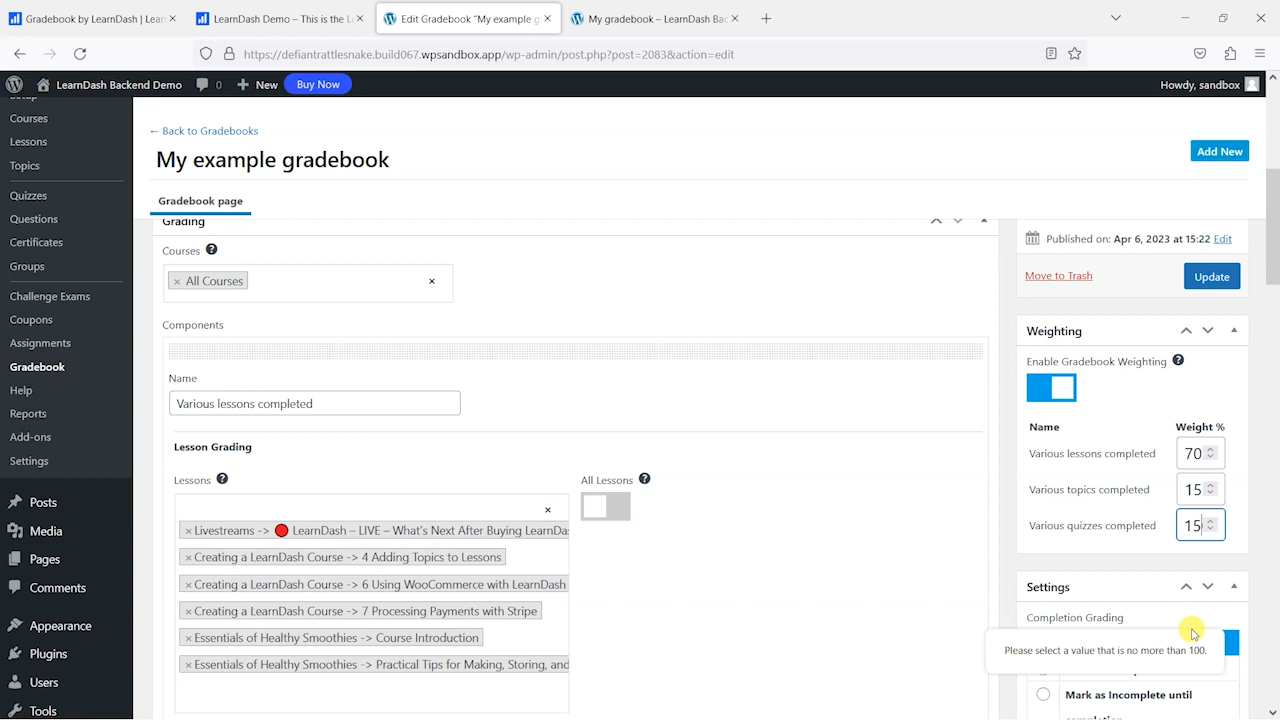 Gradebook by LearnDash | Lear
LearnDash Demo – This is the L
Edit Gradebook "My example g
My gradebook – LearnDash Bac
https://defiantrattlesnake.build067.wpsandbox.app/wp-admin/post.php?post=2083&action=edit
LearnDash Backend Demo
0
New
Buy Now
Howdy, sandbox
Setup
Courses
Lessons
Topics
Quizzes
Questions
Certificates
Groups
Challenge Exams
Coupons
Assignments
Gradebook
Help
Reports
Add-ons
Settings
Posts
Media
Pages
Comments
Appearance
Plugins
Users
Tools
← Back to Gradebooks
My example gradebook
Add New
Gradebook page
Grading
Courses
× All Courses
×
Components
Name
Various lessons completed
Lesson Grading
Lessons
All Lessons
×
× Livestreams -> 🔴 LearnDash – LIVE – What's Next After Buying LearnDa
× Creating a LearnDash Course -> 4 Adding Topics to Lessons
× Creating a LearnDash Course -> 6 Using WooCommerce with LearnDash
× Creating a LearnDash Course -> 7 Processing Payments with Stripe
× Essentials of Healthy Smoothies -> Course Introduction
× Essentials of Healthy Smoothies -> Practical Tips for Making, Storing, and
Published on: Apr 6, 2023 at 15:22 Edit
Move to Trash
Update
Weighting
Enable Gradebook Weighting
Name Weight %
Various lessons completed 70
Various topics completed 15
Various quizzes completed 15
Settings
Completion Grading
Please select a value that is no more than 100.
Mark as Incomplete until